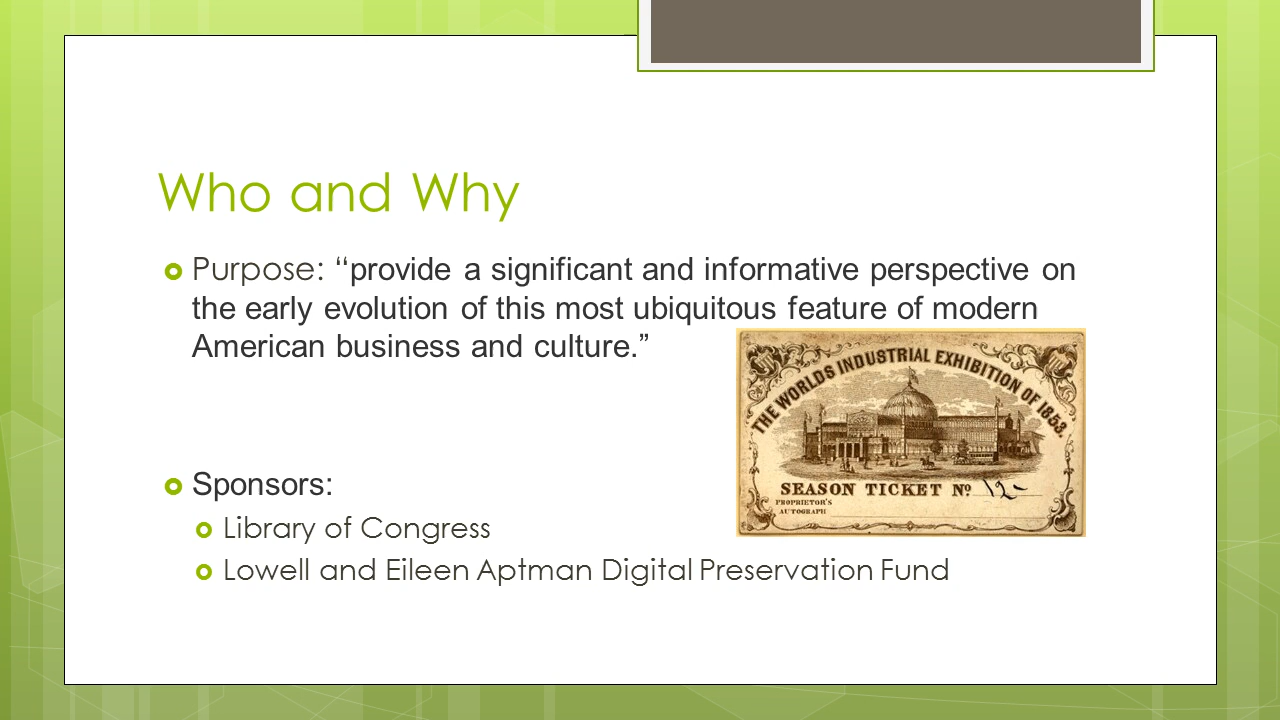 Who and Why
Purpose: “provide a significant and informative perspective on
the early evolution of this most ubiquitous feature of modern
American business and culture.”
THE WORLDS INDUSTRIAL EXHIBITION OF 1853.
SEASON TICKET No 12-
PROPRIETOR'S
AUTOGRAPH
Sponsors:
Library of Congress
Lowell and Eileen Aptman Digital Preservation Fund